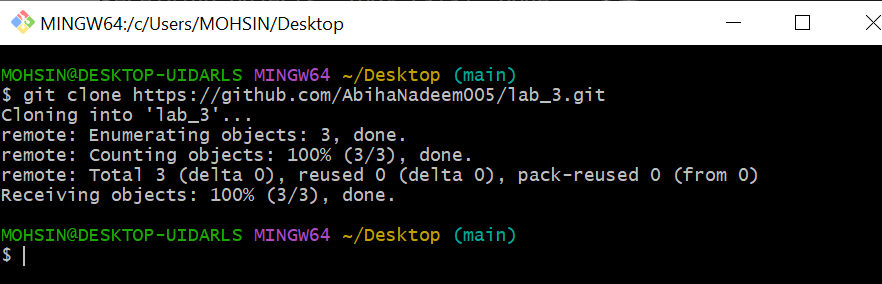 MINGW64:/c/Users/MOHSIN/Desktop
MOHSIN@DESKTOP-UIDARLS MINGW64 ~/Desktop (main)
$ git clone https://github.com/AbihaNadeem005/lab_3.git
Cloning into 'lab_3'...
remote: Enumerating objects: 3, done.
remote: Counting objects: 100% (3/3), done.
remote: Total 3 (delta 0), reused 0 (delta 0), pack-reused 0 (from 0)
Receiving objects: 100% (3/3), done.
MOHSIN@DESKTOP-UIDARLS MINGW64 ~/Desktop (main)
$